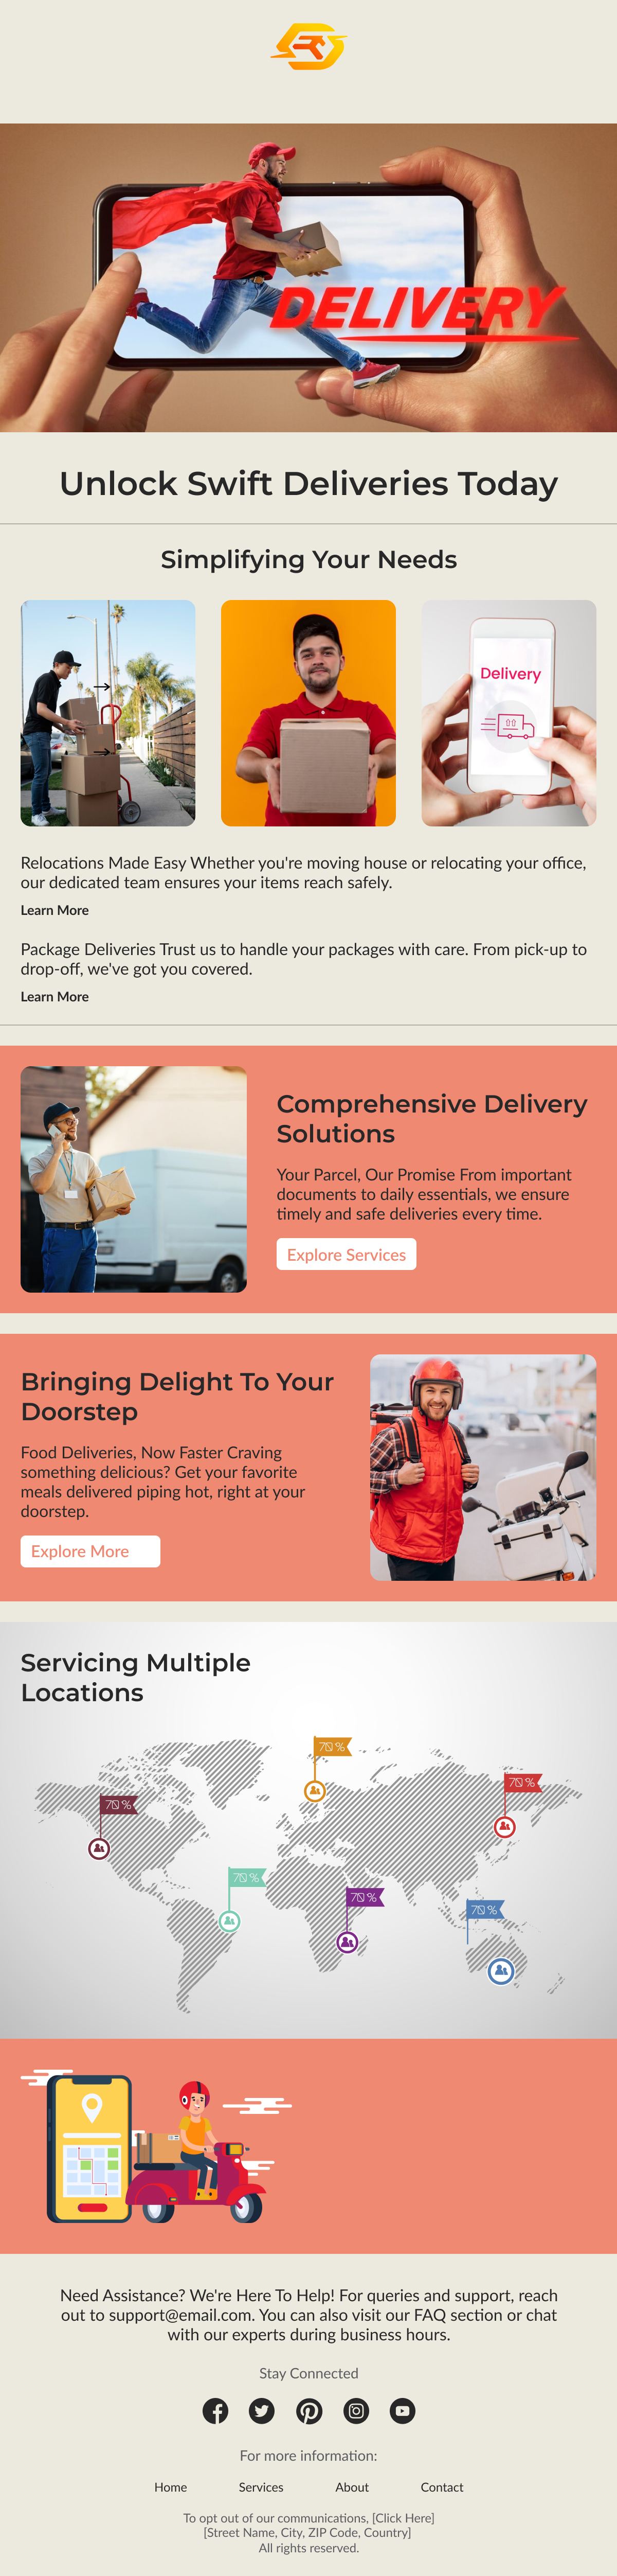 DELIVERY
Unlock Swift Deliveries Today
Simplifying Your Needs
Delivery
Relocations Made Easy Whether you're moving house or relocating your office,
our dedicated team ensures your items reach safely.
Learn More
Package Deliveries Trust us to handle your packages with care. From pick-up to
drop-off, we've got you covered.
Learn More
Comprehensive Delivery
Solutions
Your Parcel, Our Promise From important
documents to daily essentials, we ensure
timely and safe deliveries every time.
Explore Services
Bringing Delight To Your
Doorstep
Food Deliveries, Now Faster Craving
something delicious? Get your favorite
meals delivered piping hot, right at your
doorstep.
Explore More
Servicing Multiple
Locations
70 %
70 %
70 %
70 %
70 %
70 %
Need Assistance? We're Here To Help! For queries and support, reach
out to support@email.com. You can also visit our FAQ section or chat
with our experts during business hours.
Stay Connected
For more information:
Home Services About Contact
To opt out of our communications, [Click Here]
[Street Name, City, ZIP Code, Country]
All rights reserved.